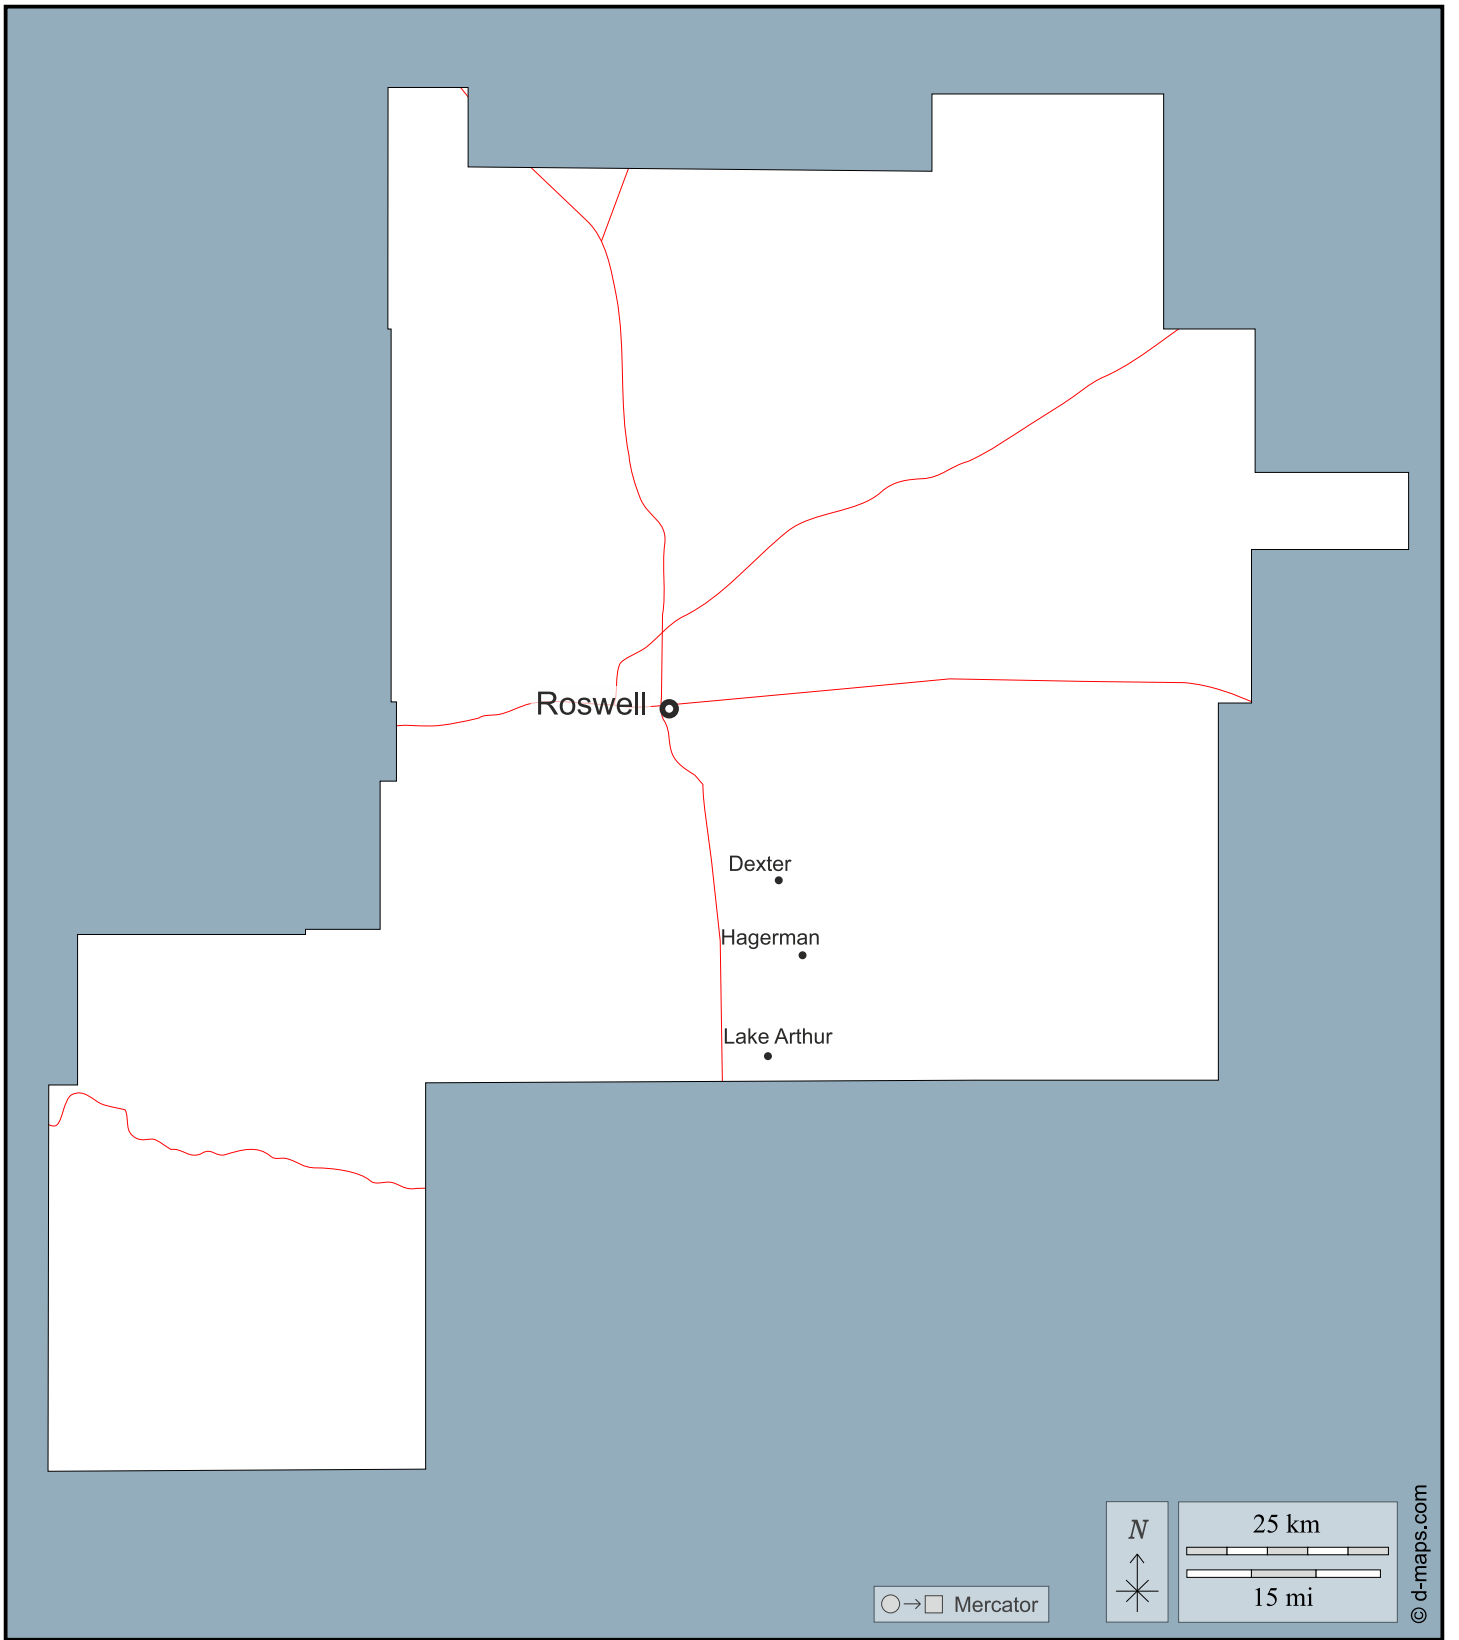 Roswell
Dexter
Hagerman
Lake Arthur
N
25 km
15 mi
Mercator
© d-maps.com